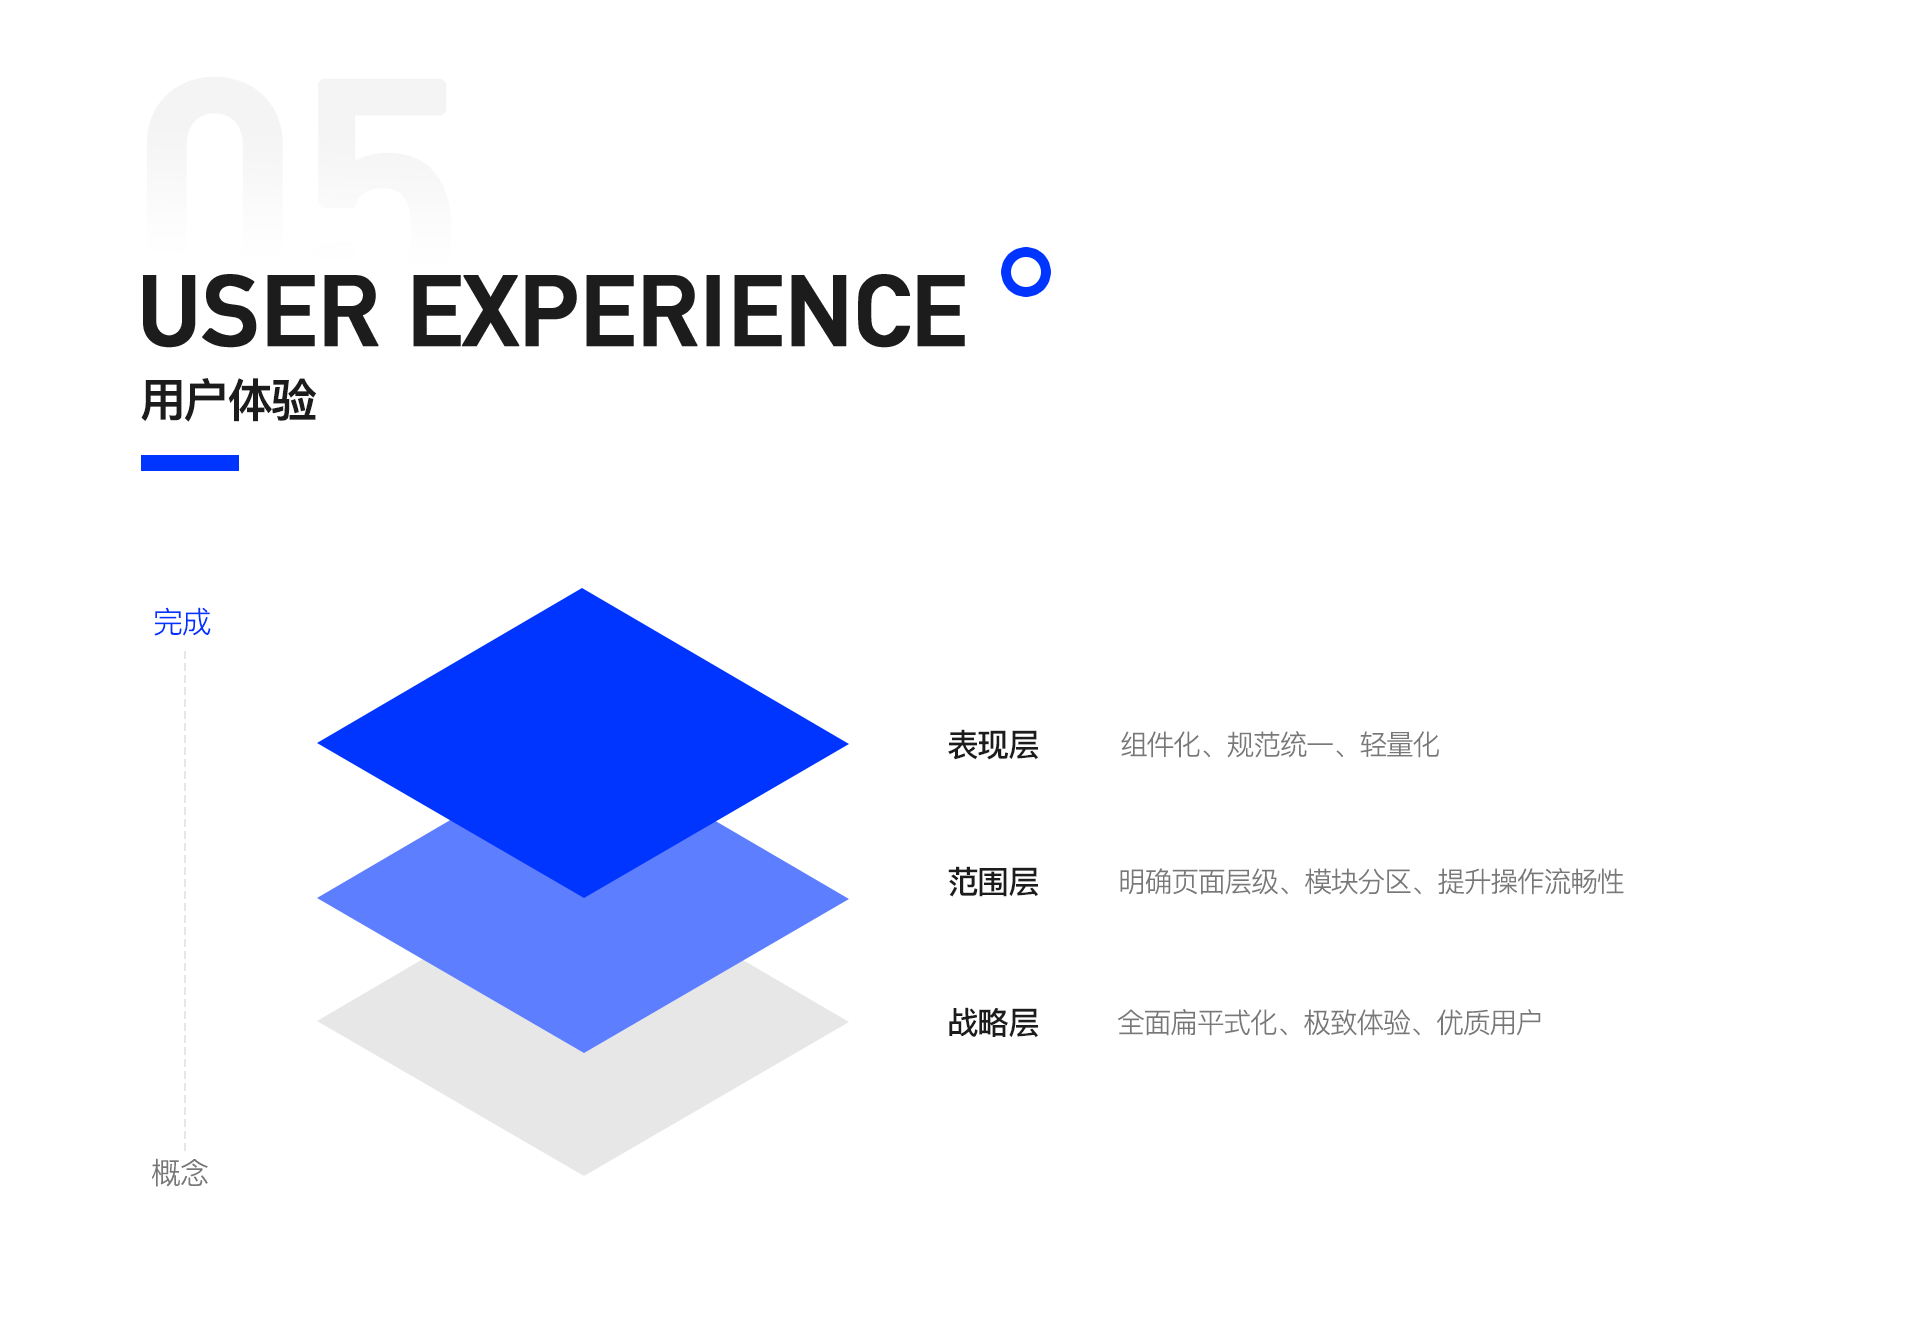 05
USER EXPERIENCE
用户体验
完成
表现层 组件化、规范统一、轻量化
范围层 明确页面层级、模块分区、提升操作流畅性
战略层 全面扁平式化、极致体验、优质用户
概念